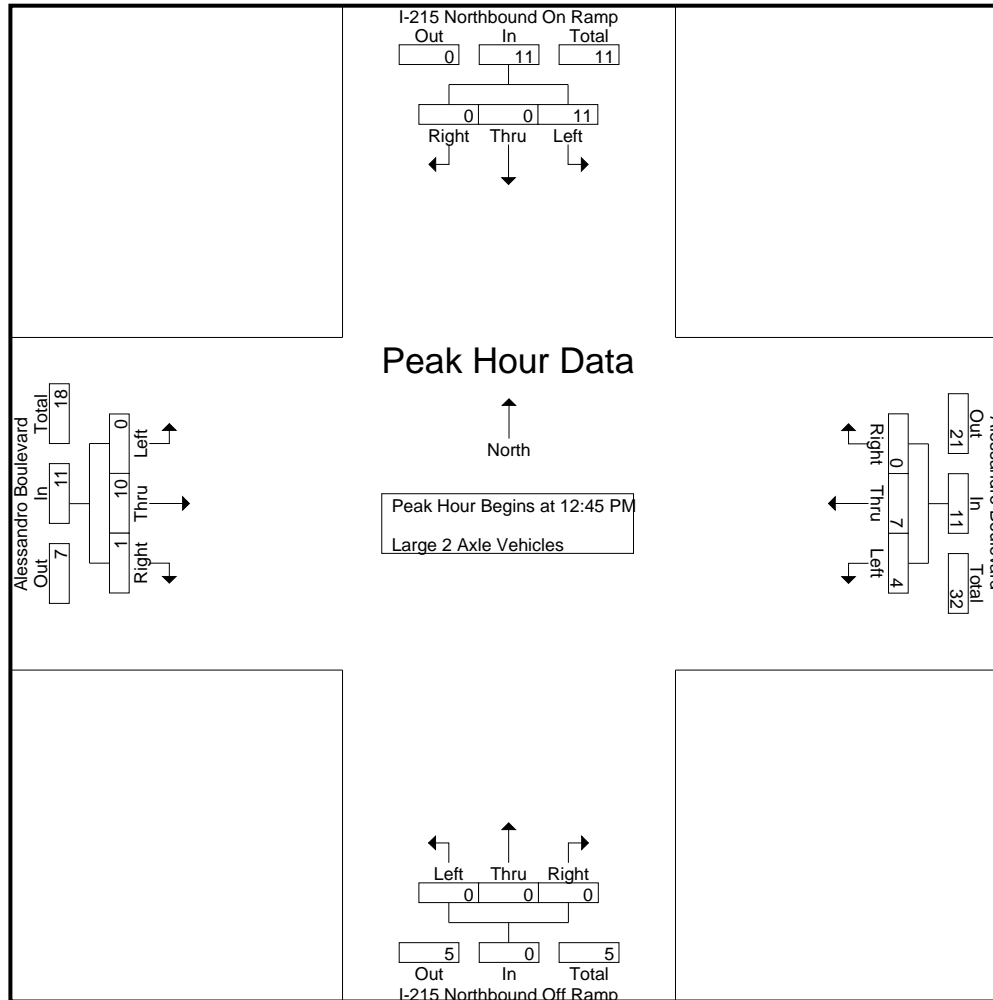 I-215 Northbound On Ramp
Out In Total
0 11 11
0 0 11
Right Thru Left
Peak Hour Data
North
Peak Hour Begins at 12:45 PM
Large 2 Axle Vehicles
Alessandro Boulevard
Total In Out
18 11 7
0 10 1
Left Thru Right
Right Thru Left
0 7 4
21 11 32
Out In Total
Alessandro Boulevard
Left Thru Right
0 0 0
5 0 5
Out In Total
I-215 Northbound Off Ramp